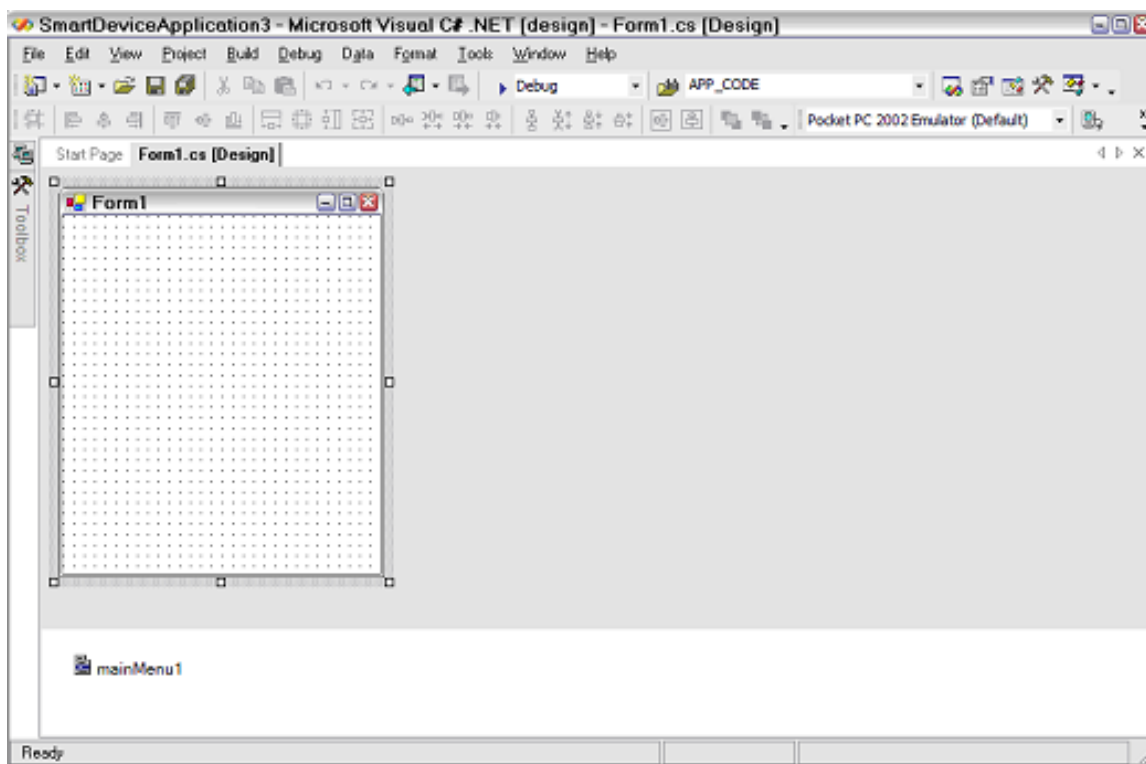 SmartDeviceApplication3 - Microsoft Visual C# .NET [design] - Form1.cs [Design]
File Edit View Project Build Debug Data Format Tools Window Help
Debug APP_CODE
Pocket PC 2002 Emulator (Default)
Start Page Form1.cs [Design]
Toolbox
Form1
mainMenu1
Ready